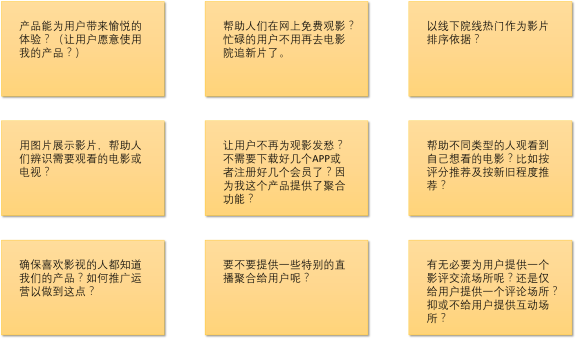 产品能为用户带来愉悦的
体验？（让用户愿意使用
我的产品？）
帮助人们在网上免费观影？
忙碌的用户不用再去电影
院追新片了。
以线下院线热门作为影片
排序依据？
用图片展示影片，帮助人
们辨识需要观看的电影或
电视？
让用户不再为观影发愁？
不需要下载好几个APP或
者注册好几个会员了？因
为我这个产品提供了聚合
功能？
帮助不同类型的人观看到
自己想看的电影？比如按
评分推荐及按新旧程度推
荐？
确保喜欢影视的人都知道
我们的产品？如何推广运
营以做到这点？
要不要提供一些特别的直
播聚合给用户呢？
有无必要为用户提供一个
影评交流场所呢？还是仅
给用户提供一个评论场所？
抑或不给用户提供互动场
所？